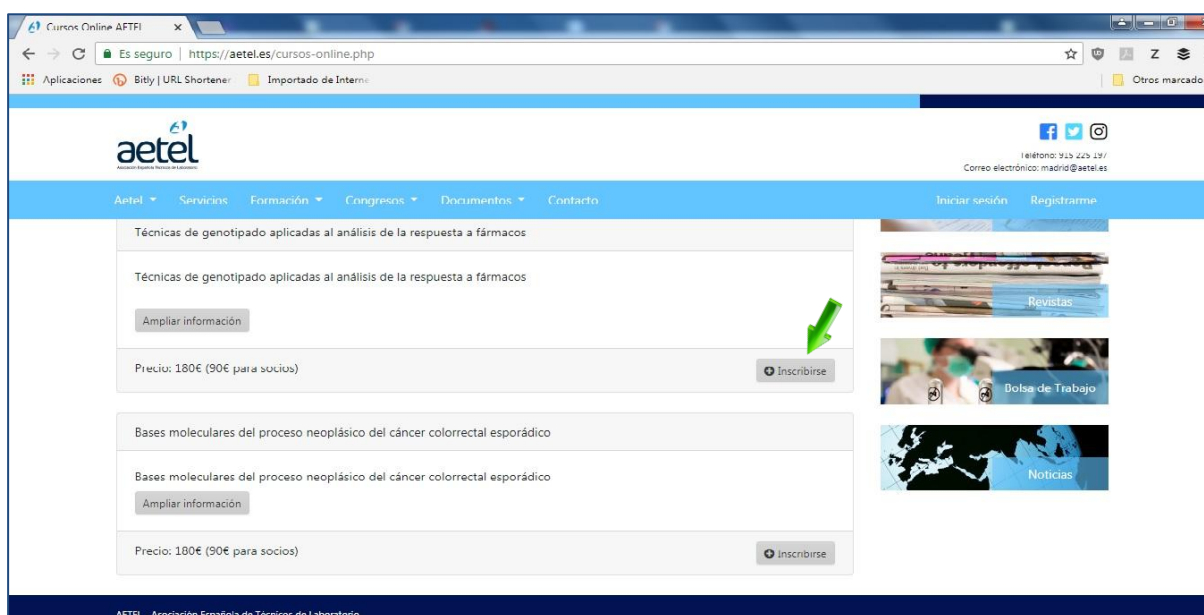 Cursos Online AETEL
Es seguro | https://aetel.es/cursos-online.php
Aplicaciones Bitly | URL Shortener Importado de Interne Otros marcado
aetel
Asociación Española Técnicos de Laboratorio
Teléfono: 915 225 197
Correo electrónico: madrid@aetel.es
Aetel Servicios Formación Congresos Documentos Contacto Iniciar sesión Registrarme
Técnicas de genotipado aplicadas al análisis de la respuesta a fármacos
Técnicas de genotipado aplicadas al análisis de la respuesta a fármacos
Ampliar información
Precio: 180€ (90€ para socios)
Inscribirse
Bases moleculares del proceso neoplásico del cáncer colorrectal esporádico
Bases moleculares del proceso neoplásico del cáncer colorrectal esporádico
Ampliar información
Precio: 180€ (90€ para socios)
Inscribirse
Revistas
Bolsa de Trabajo
Noticias
AETEL - Asociación Española de Técnicos de Laboratorio